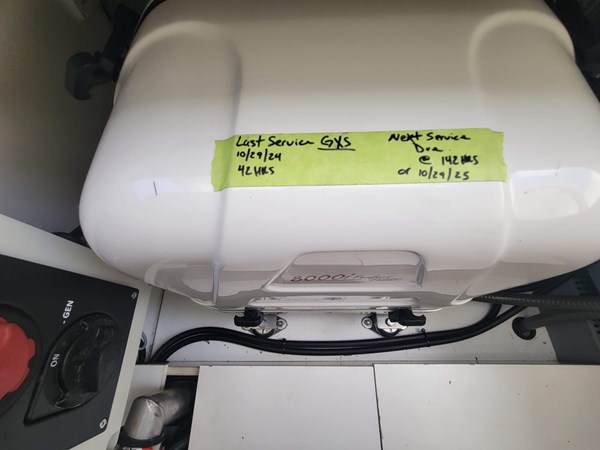 Last Service GXS
10/29/24
42 HRS
Next Service
Due
@ 142 HRS
or 10/29/25
GEN
ON